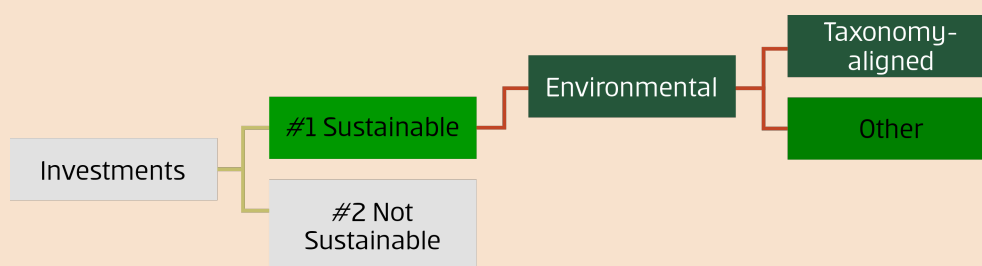 Taxonomy-
aligned
Environmental
#1 Sustainable
Other
Investments
#2 Not
Sustainable